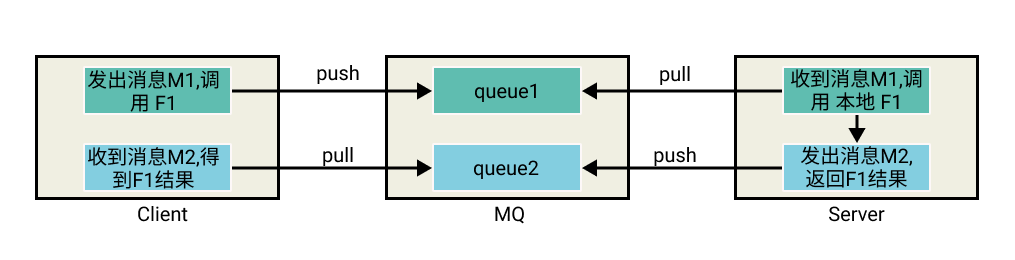 发出消息M1,调
用 F1
push
queue1
pull
收到消息M1,调
用 本地 F1
收到消息M2,得
到F1结果
pull
queue2
push
发出消息M2,
返回F1结果
Client
MQ
Server